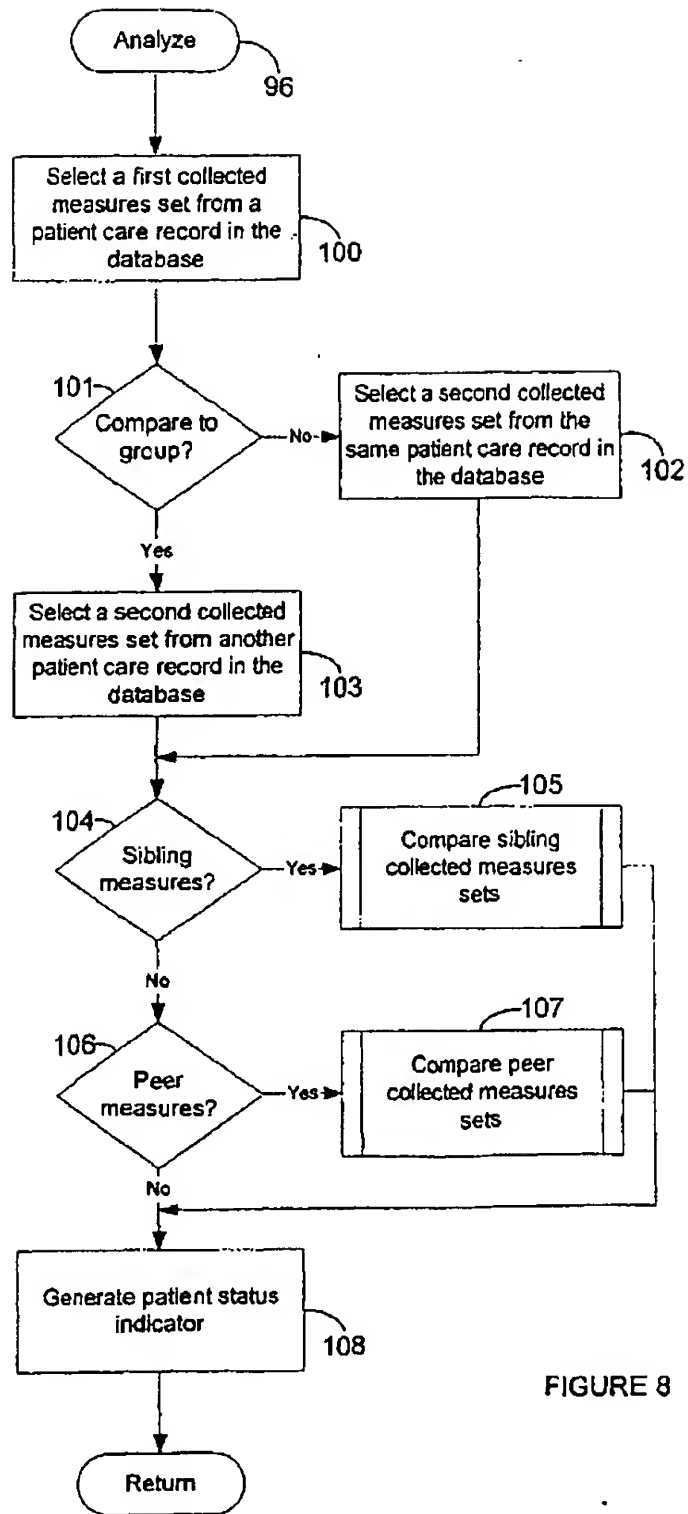 Analyze
96
Select a first collected
measures set from a
patient care record in the
database
100
101
Compare to
group?
No
Select a second collected
measures set from the
same patient care record in
the database
102
Yes
Select a second collected
measures set from another
patient care record in the
database
103
104
Sibling
measures?
Yes
105
Compare sibling
collected measures
sets
No
106
Peer
measures?
Yes
107
Compare peer
collected measures
sets
No
Generate patient status
indicator
108
FIGURE 8
Return